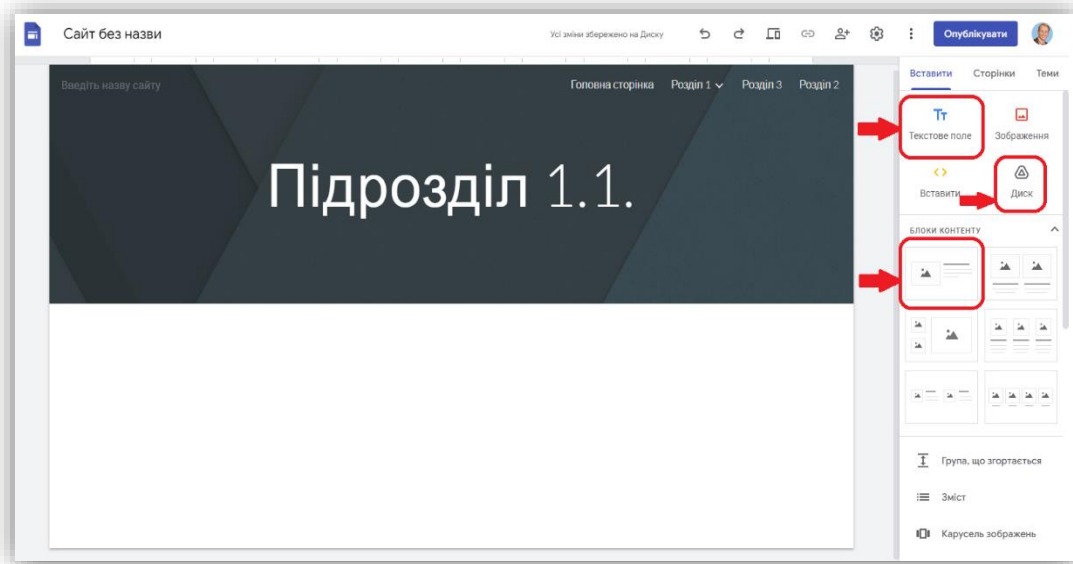 Сайт без назви
Усі зміни збережено на Диску
Опублікувати
Введіть назву сайту
Головна сторінка Розділ 1 Розділ 3 Розділ 2
Підрозділ 1.1.
Вставити Сторінки Теми
Текстове поле Зображення
Вставити Диск
БЛОКИ КОНТЕНТУ
Група, що згортається
Зміст
Карусель зображень